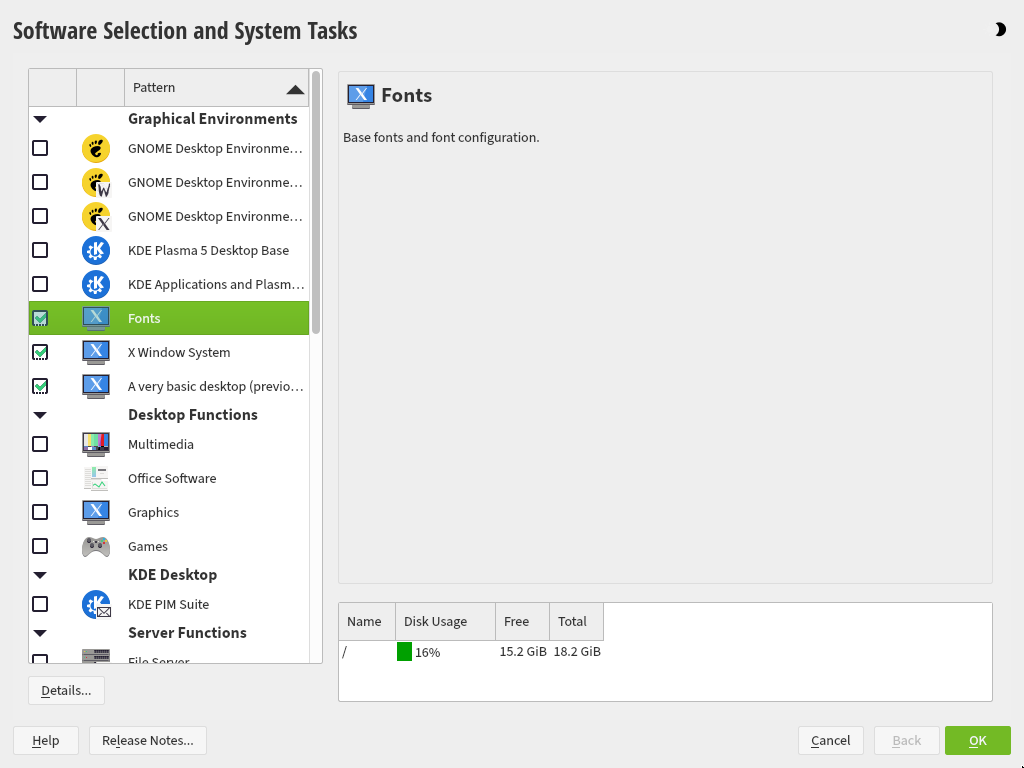 Software Selection and System Tasks
Pattern
Graphical Environments
GNOME Desktop Environme...
GNOME Desktop Environme...
GNOME Desktop Environme...
KDE Plasma 5 Desktop Base
KDE Applications and Plasm...
Fonts
X Window System
A very basic desktop (previo...
Desktop Functions
Multimedia
Office Software
Graphics
Games
KDE Desktop
KDE PIM Suite
Server Functions
File Server
Details...
Fonts
Base fonts and font configuration.
Name Disk Usage Free Total
/ 16% 15.2 GiB 18.2 GiB
Help Release Notes... Cancel Back OK